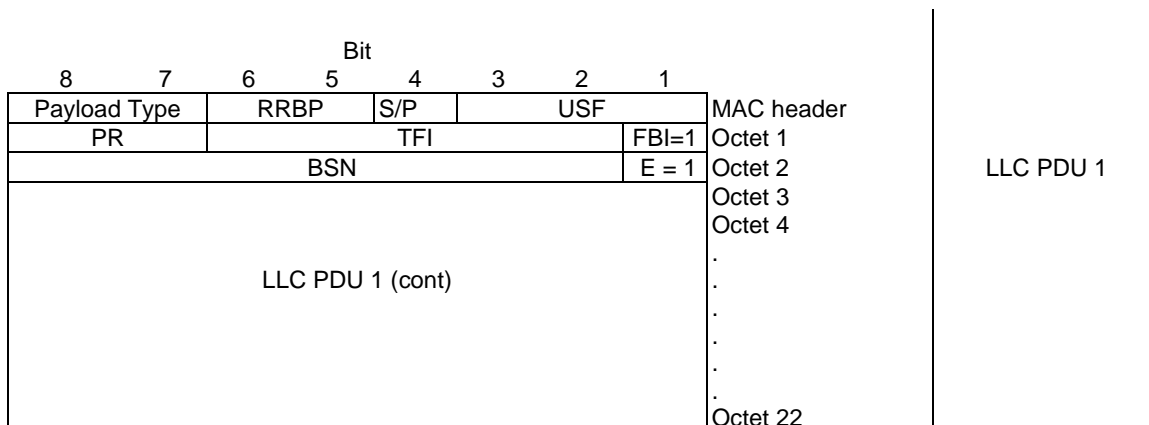 Bit
8 7 6 5 4 3 2 1
Payload Type RRBP S/P USF MAC header
PR TFI FBI=1 Octet 1
BSN E = 1 Octet 2 LLC PDU 1
Octet 3
Octet 4
.
LLC PDU 1 (cont) .
.
.
.
.
Octet 22